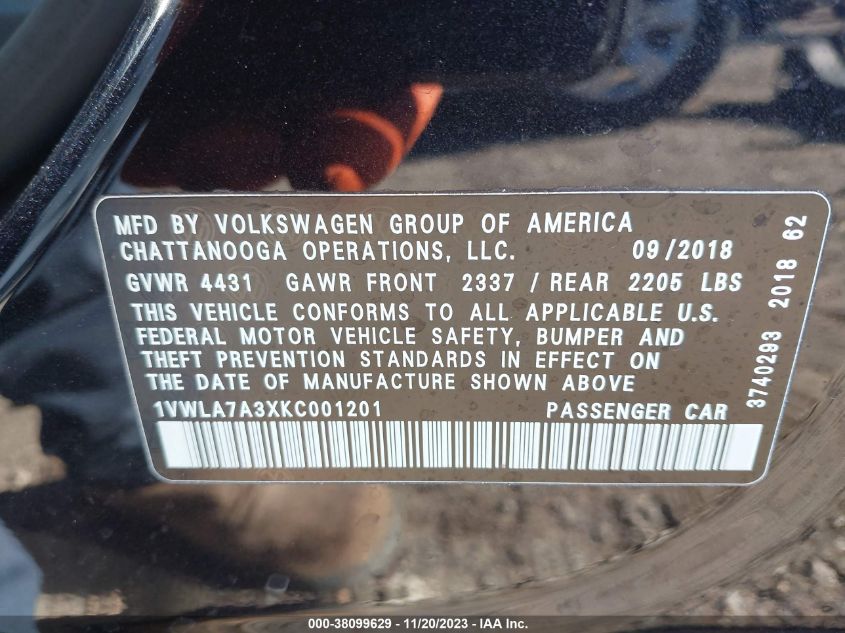 MFD BY VOLKSWAGEN GROUP OF AMERICA
CHATTANOOGA OPERATIONS, LLC. 09/2018
GVWR 4431 GAWR FRONT 2337 / REAR 2205 LBS
THIS VEHICLE CONFORMS TO ALL APPLICABLE U.S.
FEDERAL MOTOR VEHICLE SAFETY, BUMPER AND
THEFT PREVENTION STANDARDS IN EFFECT ON
THE DATE OF MANUFACTURE SHOWN ABOVE
1VWLA7A3XKC001201 PASSENGER CAR
3740293 2018 62
000-38099629 - 11/20/2023 - IAA Inc.